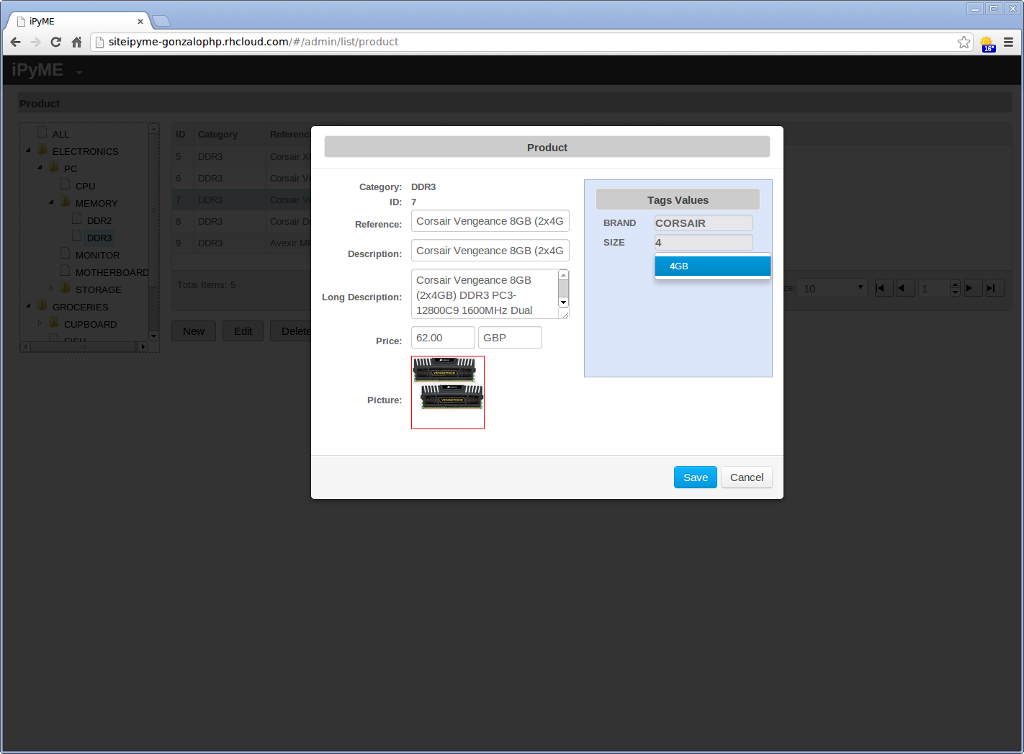 iPyME
siteipyme-gonzalophp.rhcloud.com/#/admin/list/product
16°
iPyME
Product
ALL
ELECTRONICS
PC
CPU
MEMORY
DDR2
DDR3
MONITOR
MOTHERBOARD
STORAGE
GROCERIES
CUPBOARD
ID Category Referenc
5 DDR3 Corsair X
6 DDR3 Corsair V
7 DDR3 Corsair V
8 DDR3 Corsair D
9 DDR3 Avexir M
Total Items: 5
10
1
New Edit Delete
Product
Category: DDR3
ID: 7
Reference: Corsair Vengeance 8GB (2x4G
Description: Corsair Vengeance 8GB (2x4G
Long Description: Corsair Vengeance 8GB
(2x4GB) DDR3 PC3-
12800C9 1600MHz Dual
Price: 62.00 GBP
Picture:
VENGEANCE
VENGEANCE
Tags Values
BRAND CORSAIR
SIZE 4
4GB
Save Cancel